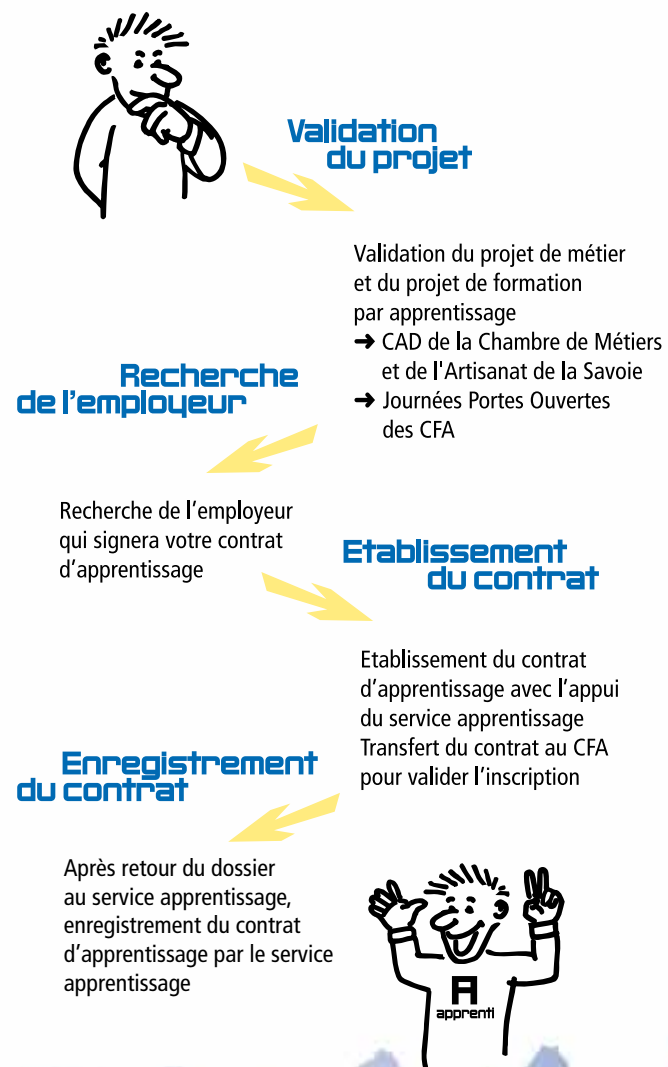 Validation
du projet
Validation du projet de métier
et du projet de formation
par apprentissage
➜ CAD de la Chambre de Métiers
et de l'Artisanat de la Savoie
➜ Journées Portes Ouvertes
des CFA
Recherche
de l'employeur
Recherche de l'employeur
qui signera votre contrat
d'apprentissage
Etablissement
du contrat
Etablissement du contrat
d'apprentissage avec l'appui
du service apprentissage
Transfert du contrat au CFA
pour valider l'inscription
Enregistrement
du contrat
Après retour du dossier
au service apprentissage,
enregistrement du contrat
d'apprentissage par le service
apprentissage
A
apprenti